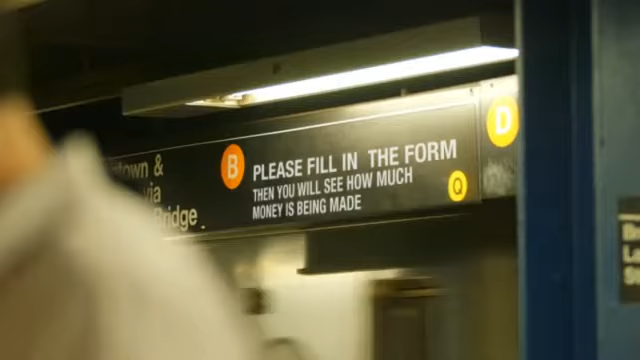 town &
via
Bridge.
B
PLEASE FILL IN THE FORM
THEN YOU WILL SEE HOW MUCH
MONEY IS BEING MADE
Q
D